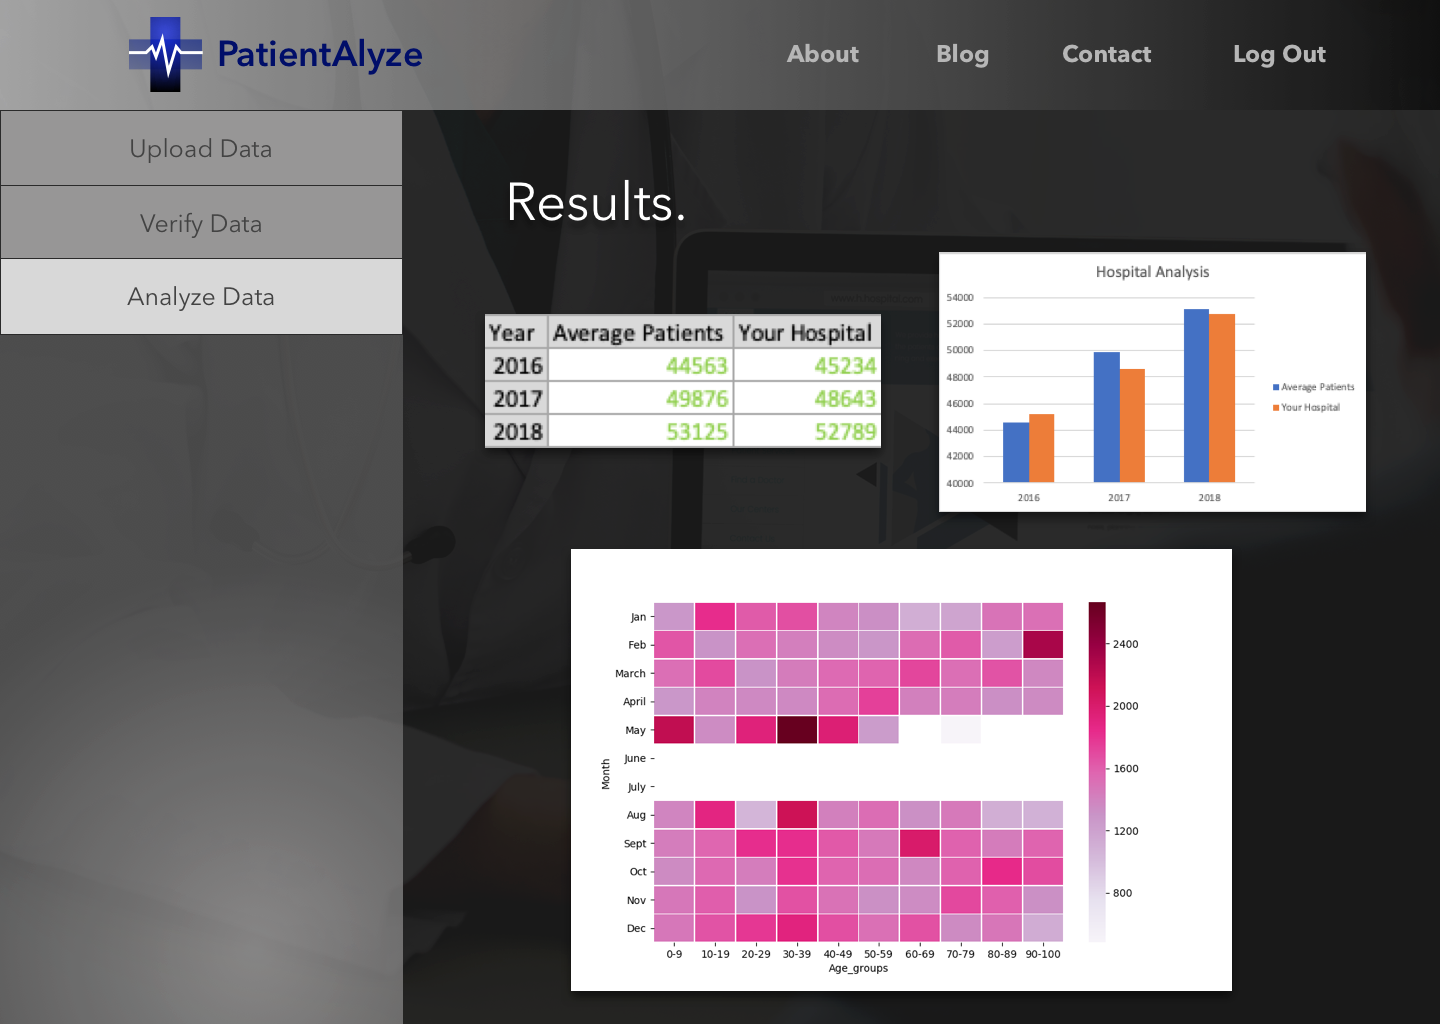 PatientAlyze
About Blog Contact Log Out
Upload Data
Verify Data
Analyze Data
Results.
Year Average Patients Your Hospital
2016 44563 45234
2017 49876 48643
2018 53125 52789
Hospital Analysis
54000
52000
50000
48000
46000
44000
42000
40000
2016 2017 2018
Average Patients
Your Hospital
Month
Jan
Feb
March
April
May
June
July
Aug
Sept
Oct
Nov
Dec
0-9 10-19 20-29 30-39 40-49 50-59 60-69 70-79 80-89 90-100
Age_groups
2400
2000
1600
1200
800